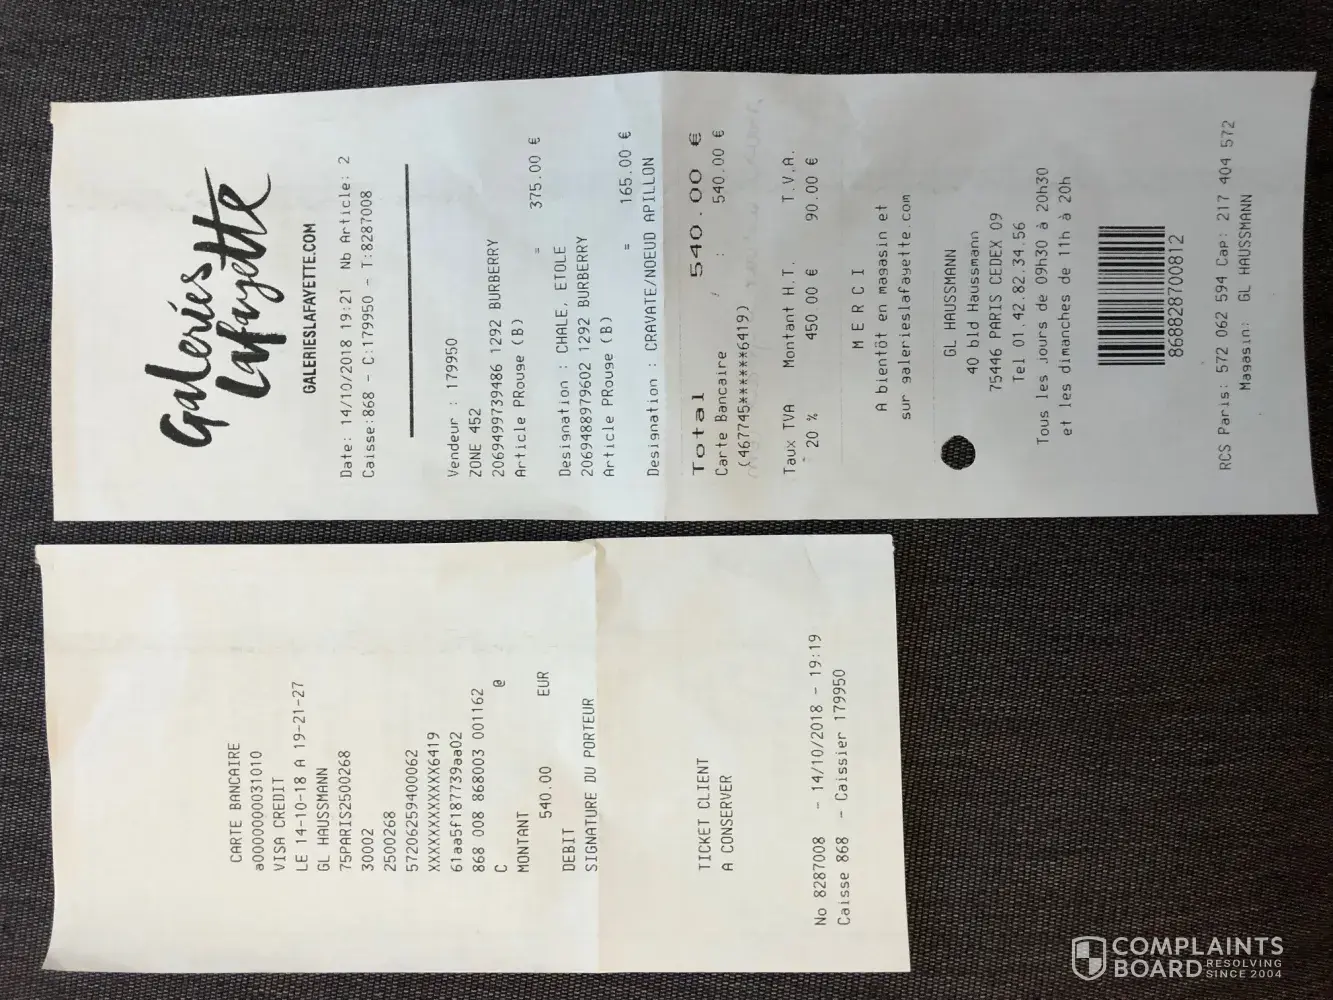 Galeries
Lafayette
GALERIESLAFAYETTE.COM
Date: 14/10/2018 19:21 Nb Article: 2
Caisse:868 - C:179950 - T:8287008
Vendeur : 179950
ZONE 452
2069499739486 1292 BURBERRY
Article PRouge (B)
= 375.00 €
Designation : CHALE, ETOLE
2069488979602 1292 BURBERRY
Article PRouge (B)
= 165.00 €
Designation : CRAVATE/NOEUD APILLON
Total 540.00 €
Carte Bancaire : 540.00 €
(467745******6419)
Taux TVA Montant H.T. T.V.A.
20 % 450 00 € 90.00 €
M E R C I
A bientôt en magasin et
sur galerieslafayette.com
GL HAUSSMANN
40 bld Haussmann
75446 PARIS CEDEX 09
Tel 01.42.82.34.56
Tous les jours de 09h30 à 20h30
et les dimanches de 11h à 20h
8688287000812
RCS Paris: 572 062 594 Cap: 217 404 572
Magasin: GL HAUSSMANN
CARTE BANCAIRE
a0000000031010
VISA CREDIT
LE 14-10-18 A 19-21-27
GL HAUSSMANN
75PARIS2500268
30002
2500268
57206259400062
XXXXXXXXXXXX6419
61aa5f187739aa02
868 008 868003 001162
C @
MONTANT
540.00 EUR
DEBIT
SIGNATURE DU PORTEUR
TICKET CLIENT
A CONSERVER
No 8287008 - 14/10/2018 - 19:19
Caisse 868 - Caissier 179950
COMPLAINTS
BOARD RESOLVING
SINCE 2004